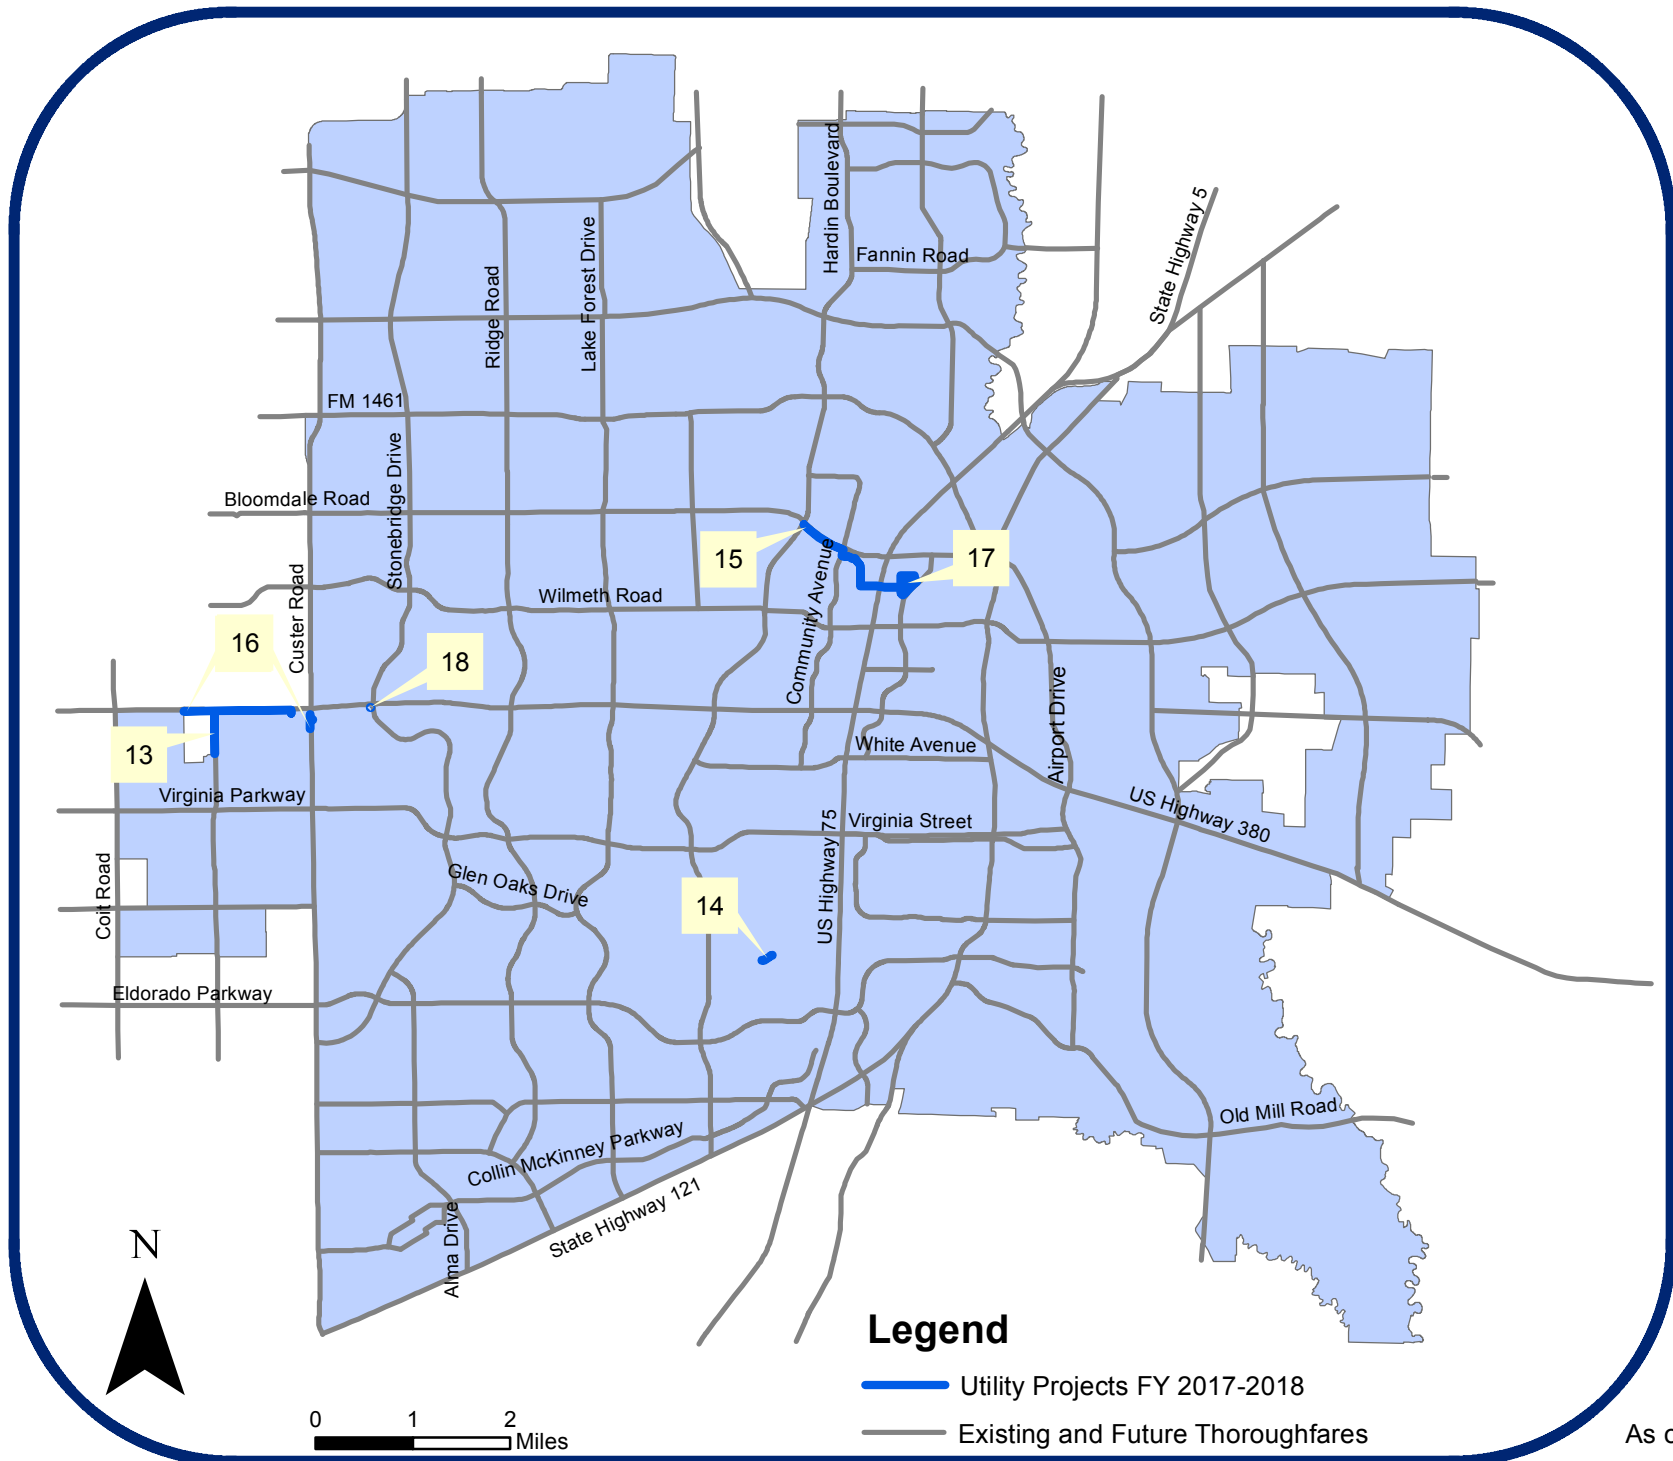 Hardin Boulevard
State Highway 5
Fannin Road
Lake Forest Drive
Ridge Road
FM 1461
Stonebridge Drive
Bloomdale Road
15
17
Community Avenue
Wilmeth Road
Custer Road
16
18
13
Airport Drive
White Avenue
Virginia Parkway
US Highway 380
Virginia Street
US Highway 75
Glen Oaks Drive
Coit Road
14
Eldorado Parkway
Old Mill Road
Collin McKinney Parkway
State Highway 121
Alma Drive
N
Legend
Utility Projects FY 2017-2018
Existing and Future Thoroughfares
0 1 2
Miles
As